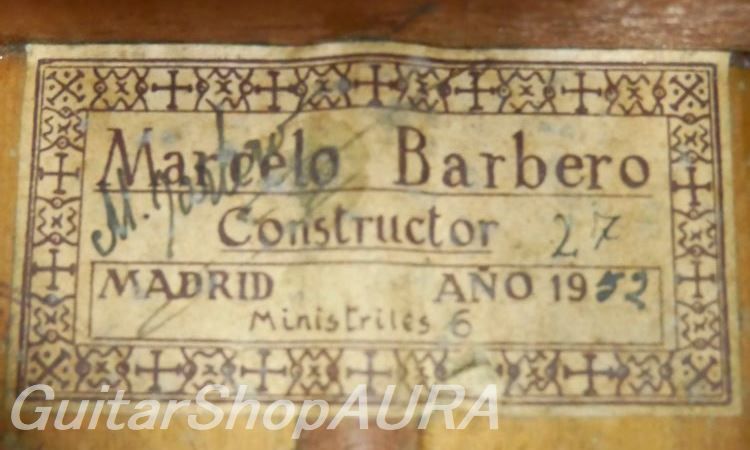 Marcelo Barbero
Constructor 27
MADRID AÑO 1952
Ministriles 6
GuitarShopAURA